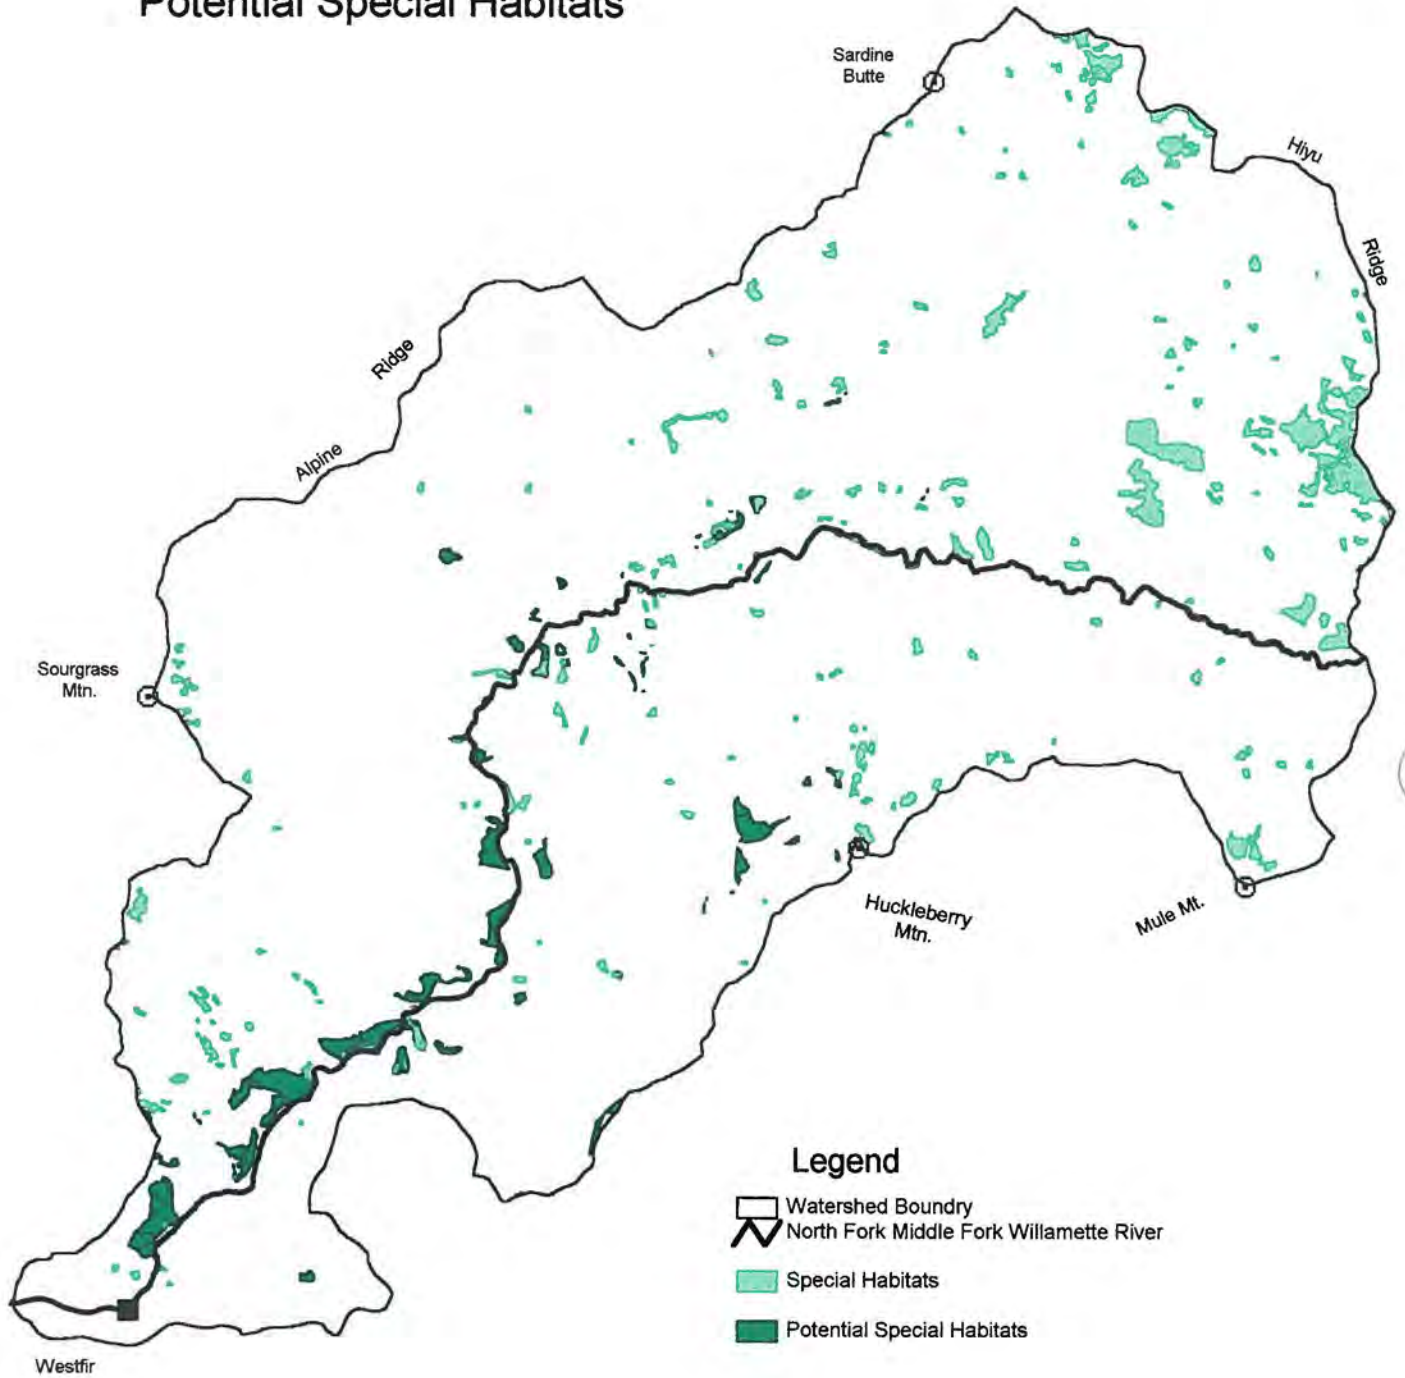 Potential Special Habitats
Sardine
Butte
Hiyu
Ridge
Ridge
Alpine
Sourgrass
Mtn.
Huckleberry
Mtn.
Mule Mt.
Legend
Watershed Boundry
North Fork Middle Fork Willamette River
Special Habitats
Potential Special Habitats
Westfir